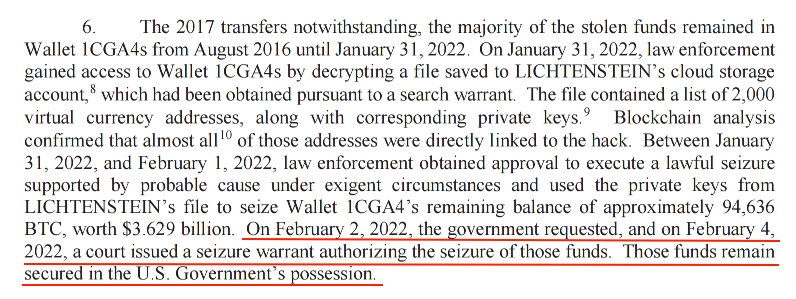 6. The 2017 transfers notwithstanding, the majority of the stolen funds remained in
Wallet 1CGA4s from August 2016 until January 31, 2022. On January 31, 2022, law enforcement
gained access to Wallet 1CGA4s by decrypting a file saved to LICHTENSTEIN’s cloud storage
account,⁸ which had been obtained pursuant to a search warrant. The file contained a list of 2,000
virtual currency addresses, along with corresponding private keys.⁹ Blockchain analysis
confirmed that almost all¹⁰ of those addresses were directly linked to the hack. Between January
31, 2022, and February 1, 2022, law enforcement obtained approval to execute a lawful seizure
supported by probable cause under exigent circumstances and used the private keys from
LICHTENSTEIN’s file to seize Wallet 1CGA4’s remaining balance of approximately 94,636
BTC, worth $3.629 billion. On February 2, 2022, the government requested, and on February 4,
2022, a court issued a seizure warrant authorizing the seizure of those funds. Those funds remain
secured in the U.S. Government’s possession.